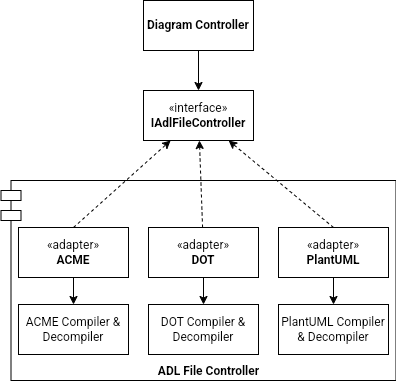 Diagram Controller
«interface»
IAdlFileController
«adapter»
ACME
«adapter»
DOT
«adapter»
PlantUML
ACME Compiler &
Decompiler
DOT Compiler &
Decompiler
PlantUML Compiler
& Decompiler
ADL File Controller